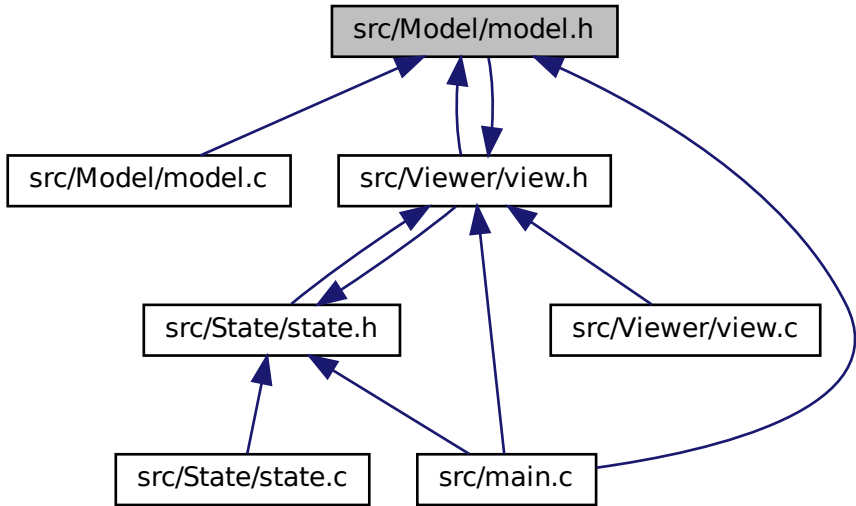 src/Model/model.h
src/Model/model.c
src/Viewer/view.h
src/State/state.h
src/Viewer/view.c
src/State/state.c
src/main.c